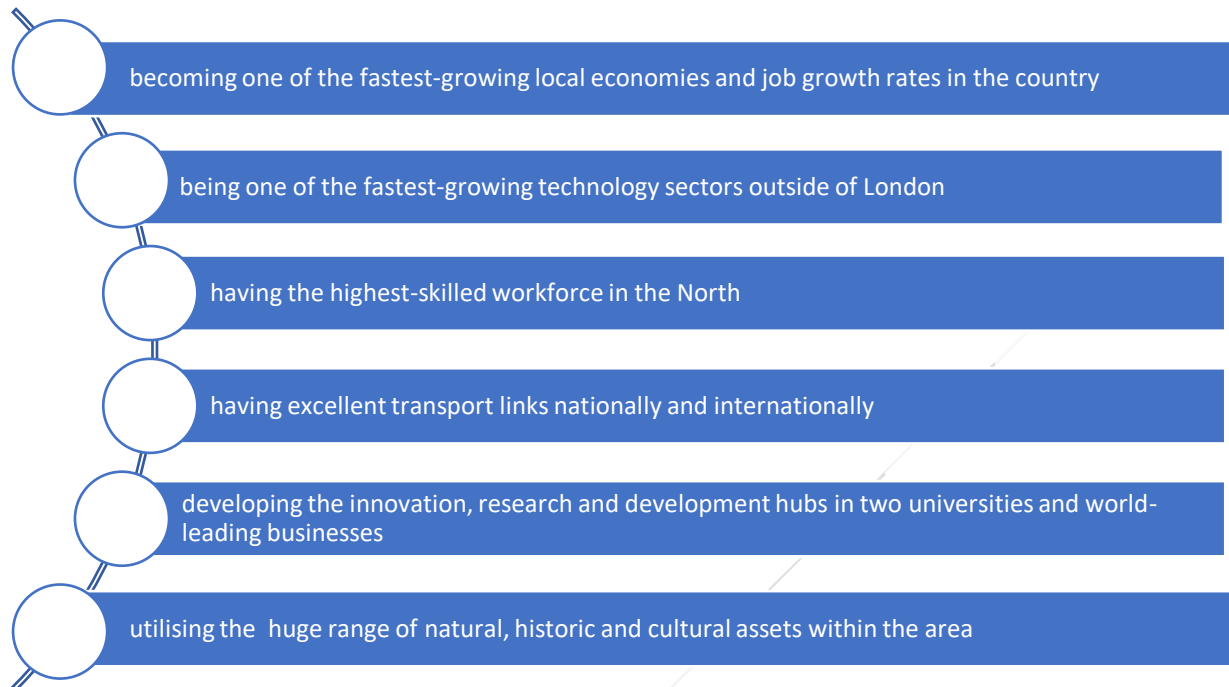 becoming one of the fastest-growing local economies and job growth rates in the country
being one of the fastest-growing technology sectors outside of London
having the highest-skilled workforce in the North
having excellent transport links nationally and internationally
developing the innovation, research and development hubs in two universities and world-
leading businesses
utilising the  huge range of natural, historic and cultural assets within the area